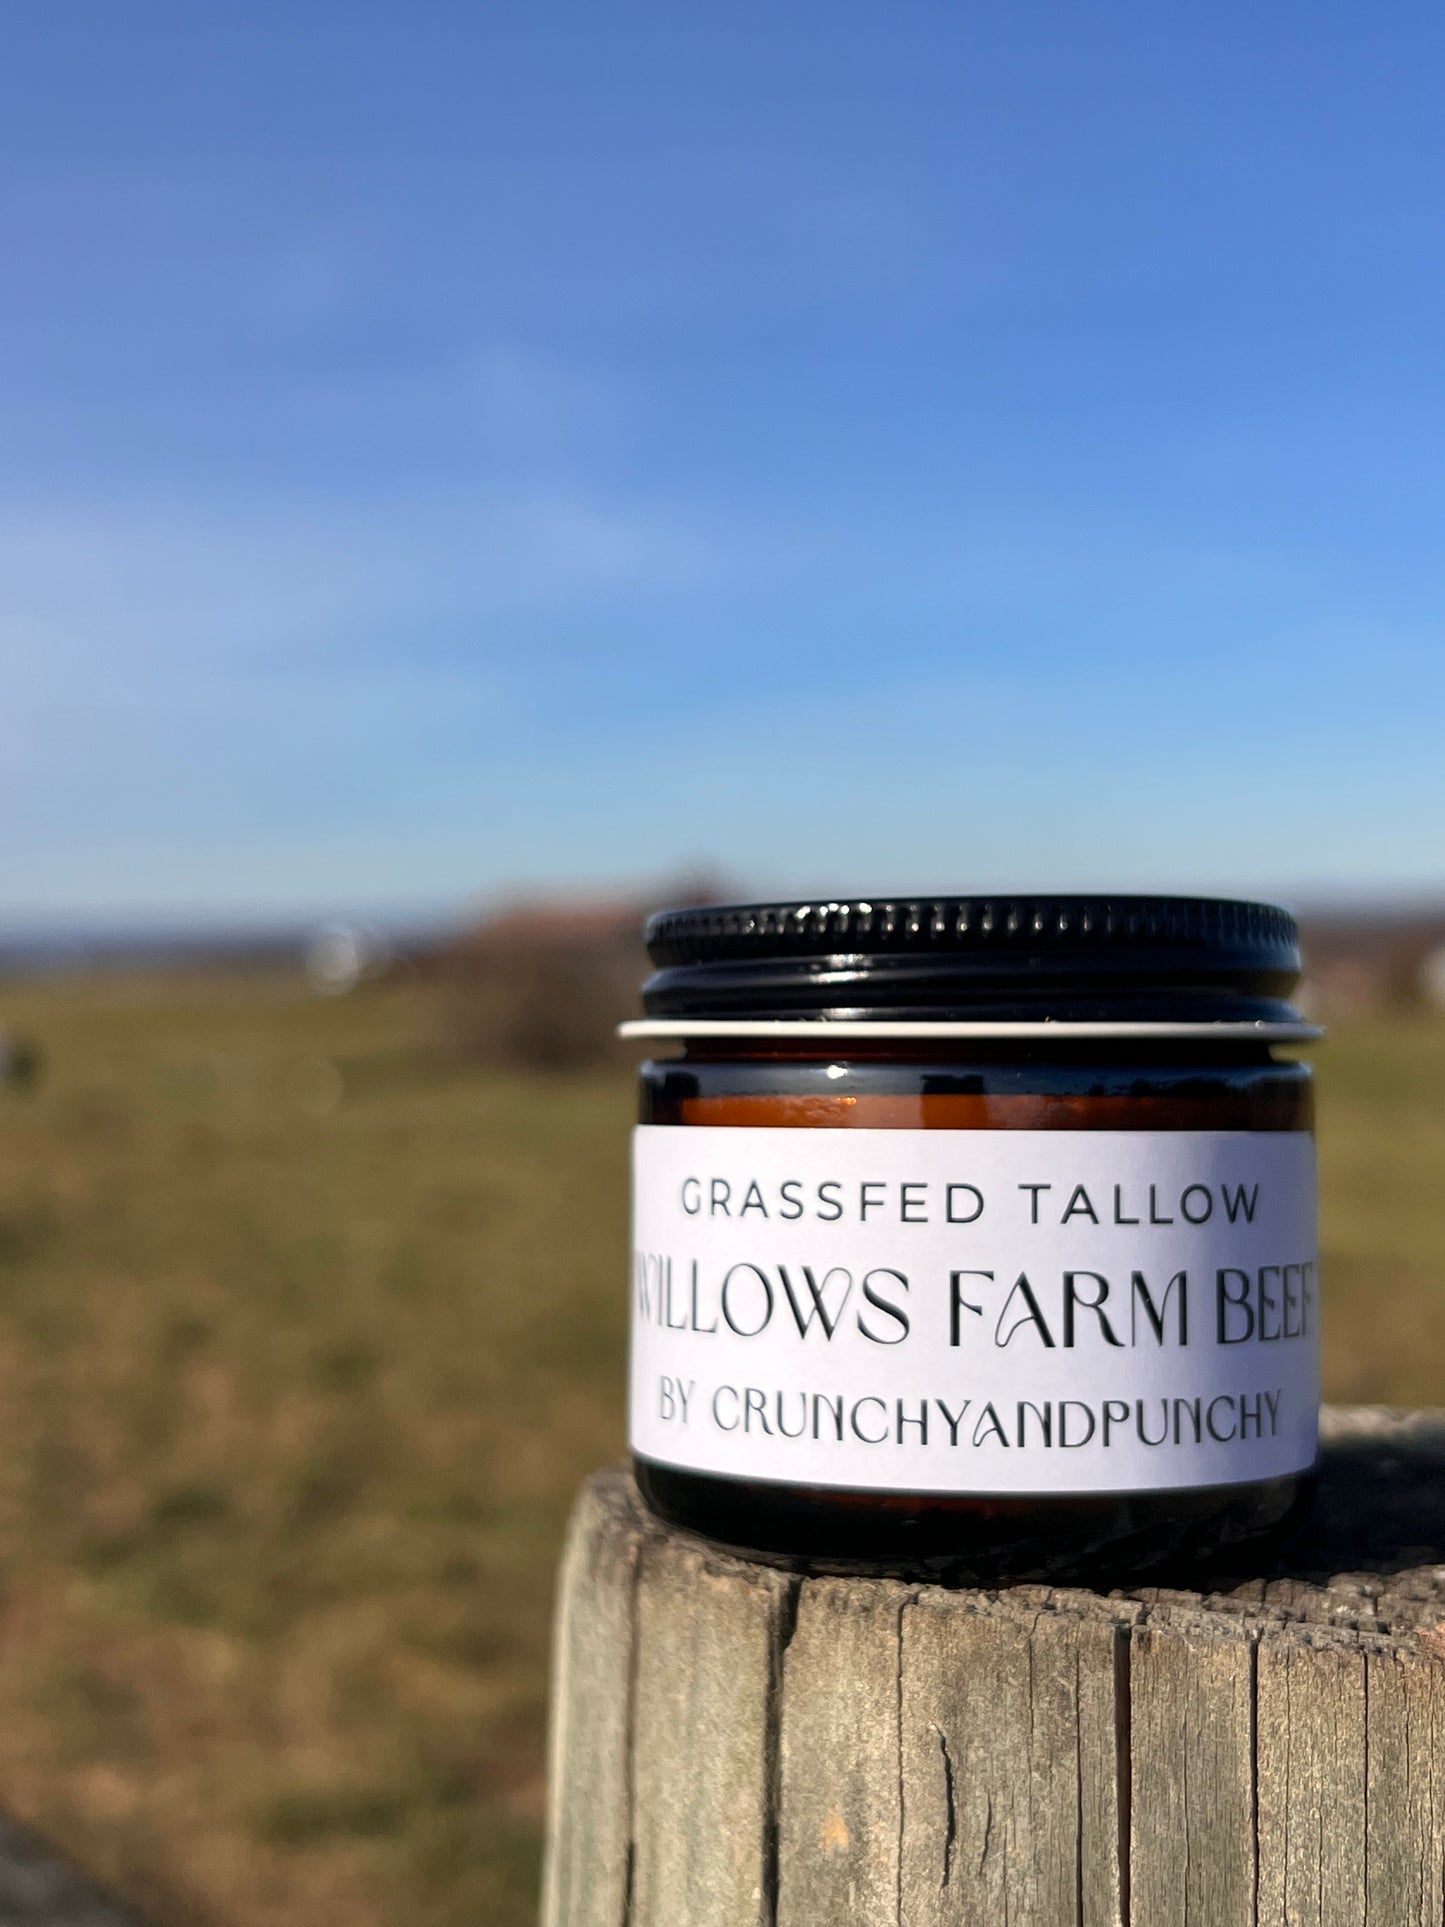 GRASSFED TALLOW
WILLOWS FARM BEEF
BY CRUNCHYANDPUNCHY